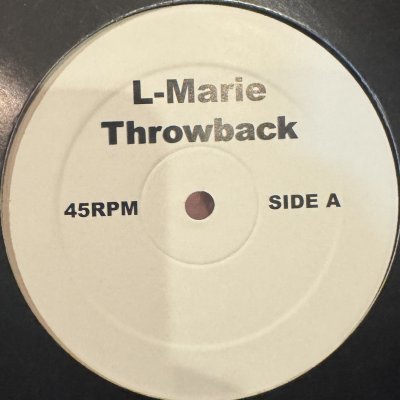 L-Marie
Throwback
45RPM
SIDE A